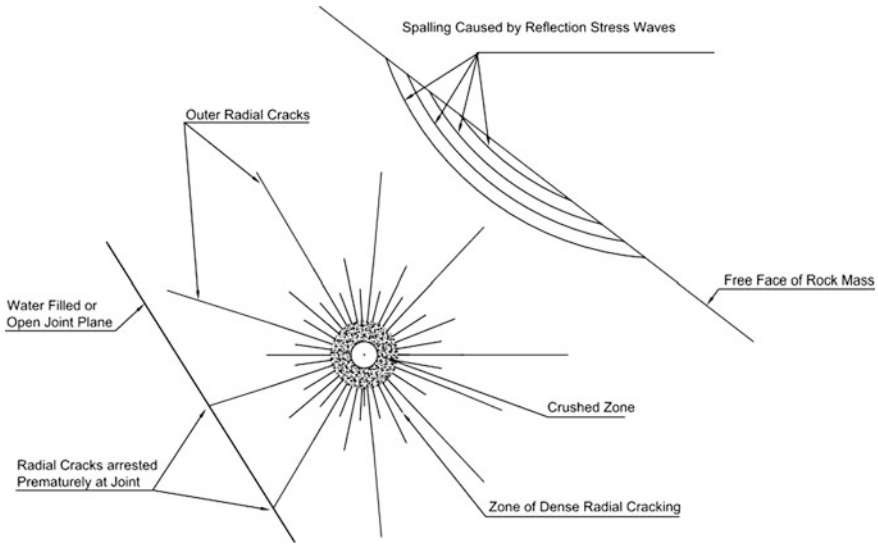 Spalling Caused by Reflection Stress Waves
Outer Radial Cracks
Free Face of Rock Mass
Water Filled or
Open Joint Plane
Crushed Zone
Radial Cracks arrested
Prematurely at Joint
Zone of Dense Radial Cracking